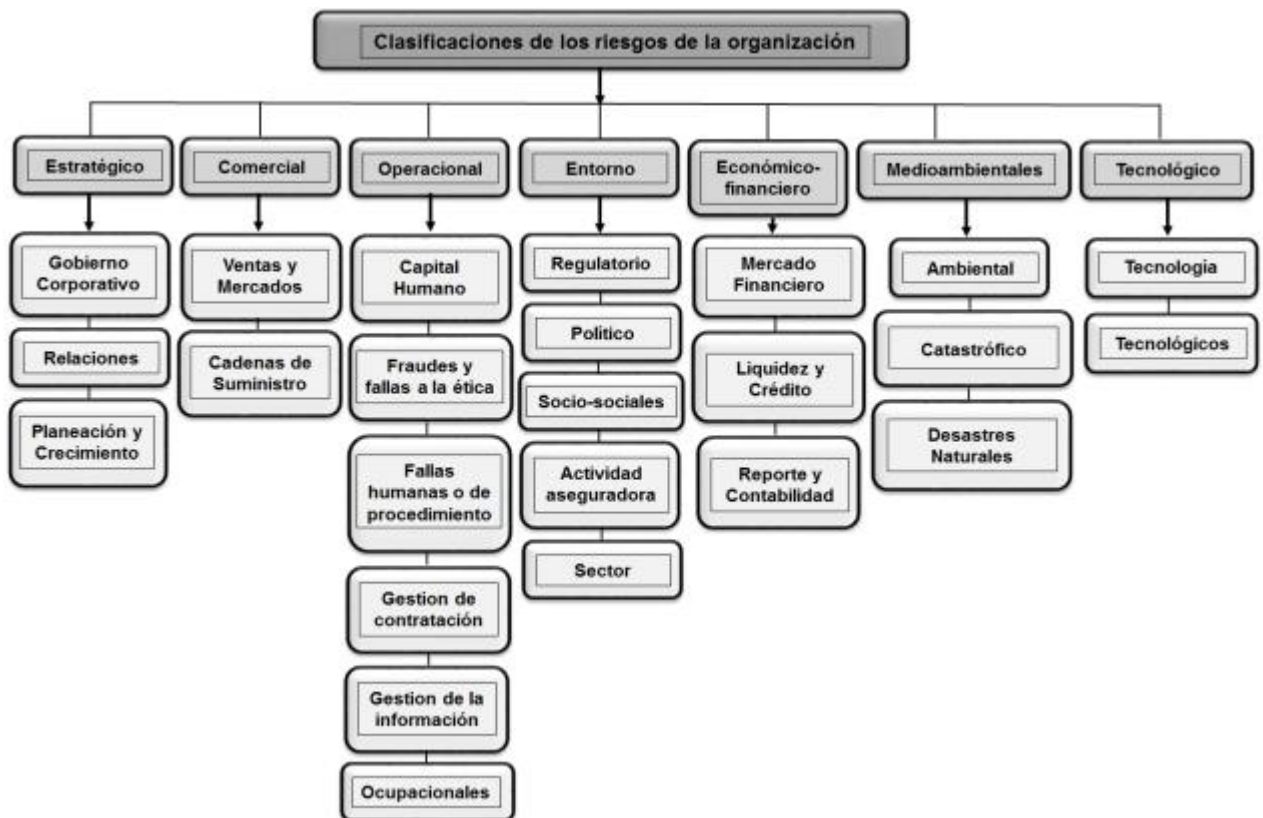 Clasificaciones de los riesgos de la organización
Estratégico
Gobierno
Corporativo
Relaciones
Planeación y
Crecimiento
Comercial
Ventas y
Mercados
Cadenas de
Suministro
Operacional
Capital
Humano
Fraudes y
fallas a la ética
Fallas
humanas o de
procedimiento
Gestion de
contratación
Gestion de la
información
Ocupacionales
Entorno
Regulatorio
Politico
Socio-sociales
Actividad
aseguradora
Sector
Económico-
financiero
Mercado
Financiero
Liquidez y
Crédito
Reporte y
Contabilidad
Medioambientales
Ambiental
Catastrófico
Desastres
Naturales
Tecnológico
Tecnologia
Tecnológicos